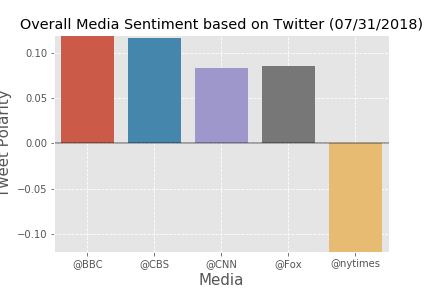 Overall Media Sentiment based on Twitter (07/31/2018)
0.10
0.05
0.00
−0.05
−0.10
Tweet Polarity
@BBC @CBS @CNN @Fox @nytimes
Media